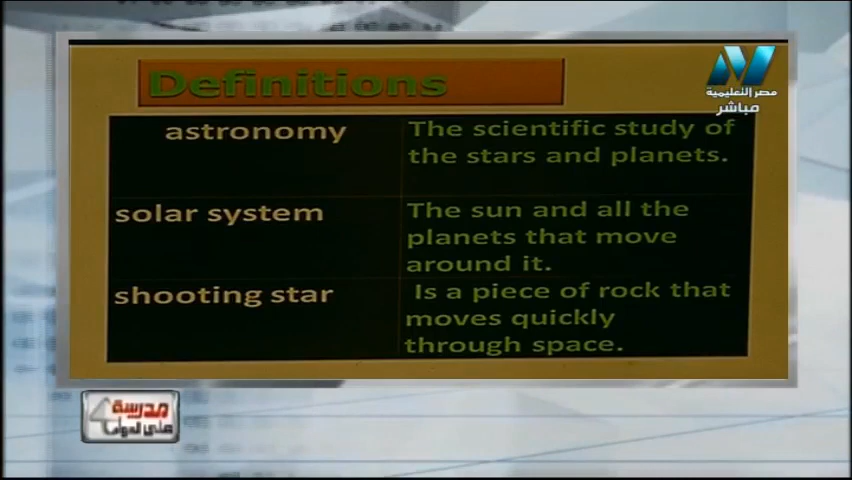 Definitions
مصر التعليمية
مباشر
astronomy
The scientific study of
the stars and planets.
solar system
The sun and all the
planets that move
around it.
shooting star
Is a piece of rock that
moves quickly
through space.
مدرسة
على الهواء